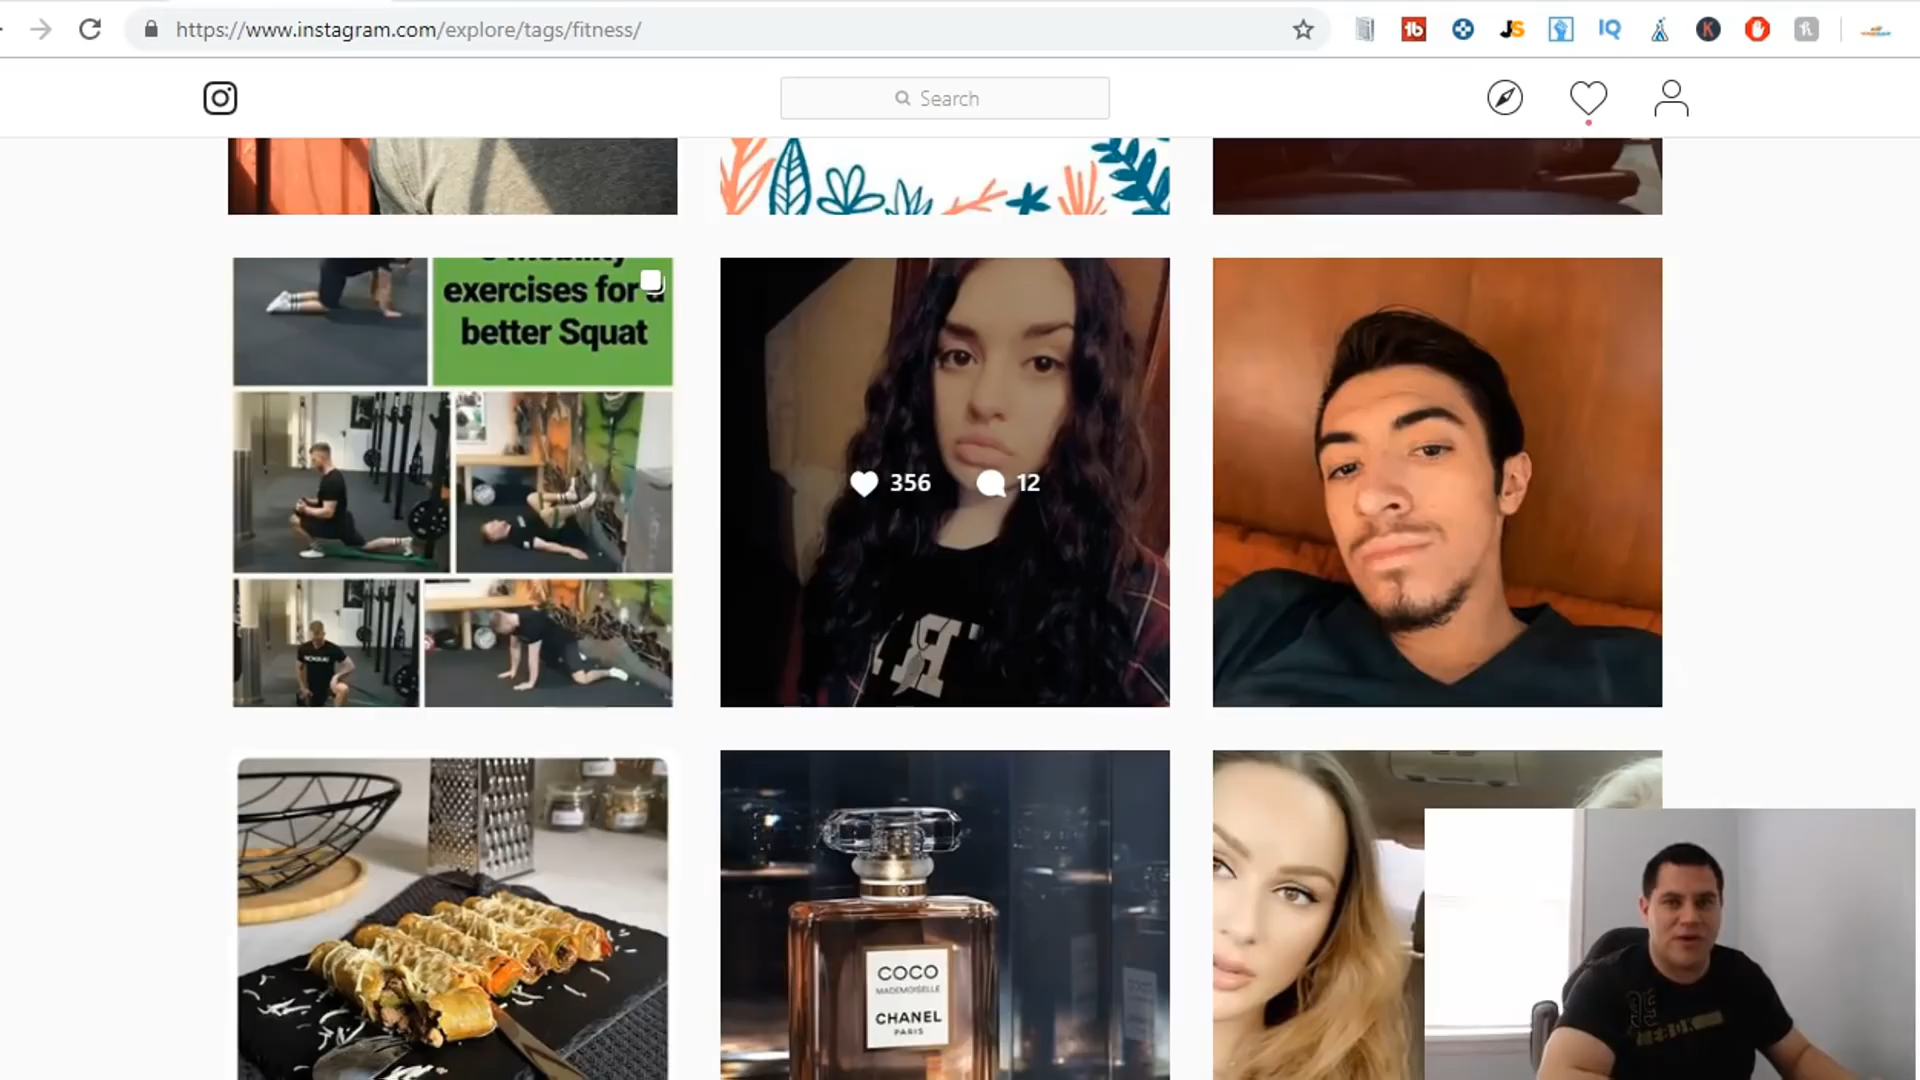 https://www.instagram.com/explore/tags/fitness/
Search
exercises for a
better Squat
356
12
COCO
MADEMOISELLE
CHANEL
PARIS